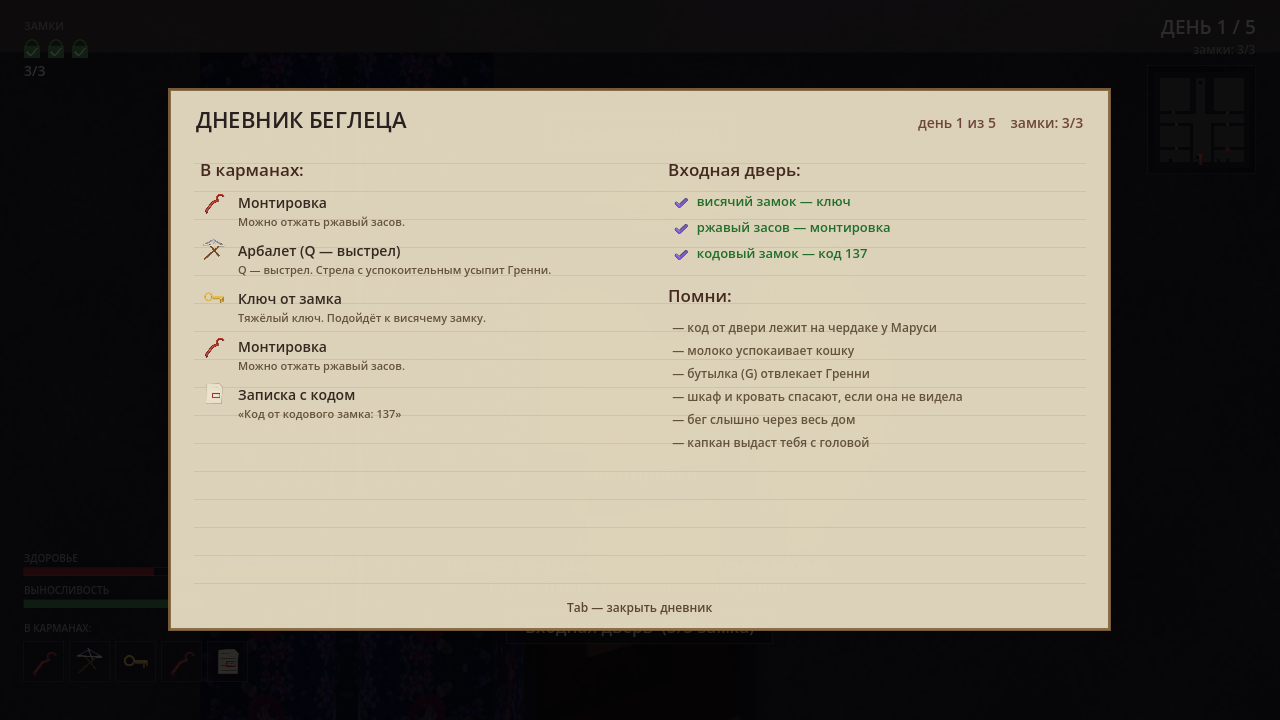 ЗАМКИ
3/3
ДЕНЬ 1 / 5
замки: 3/3
ДНЕВНИК БЕГЛЕЦА
день 1 из 5 замки: 3/3
В карманах:
Монтировка
Можно отжать ржавый засов.
Арбалет (Q — выстрел)
Q — выстрел. Стрела с успокоительным усыпит Гренни.
Ключ от замка
Тяжёлый ключ. Подойдёт к висячему замку.
Монтировка
Можно отжать ржавый засов.
Записка с кодом
«Код от кодового замка: 137»
Входная дверь:
висячий замок — ключ
ржавый засов — монтировка
кодовый замок — код 137
Помни:
— код от двери лежит на чердаке у Маруси
— молоко успокаивает кошку
— бутылка (G) отвлекает Гренни
— шкаф и кровать спасают, если она не видела
— бег слышно через весь дом
— капкан выдаст тебя с головой
Tab — закрыть дневник
ЗДОРОВЬЕ
ВЫНОСЛИВОСТЬ
В КАРМАНАХ: